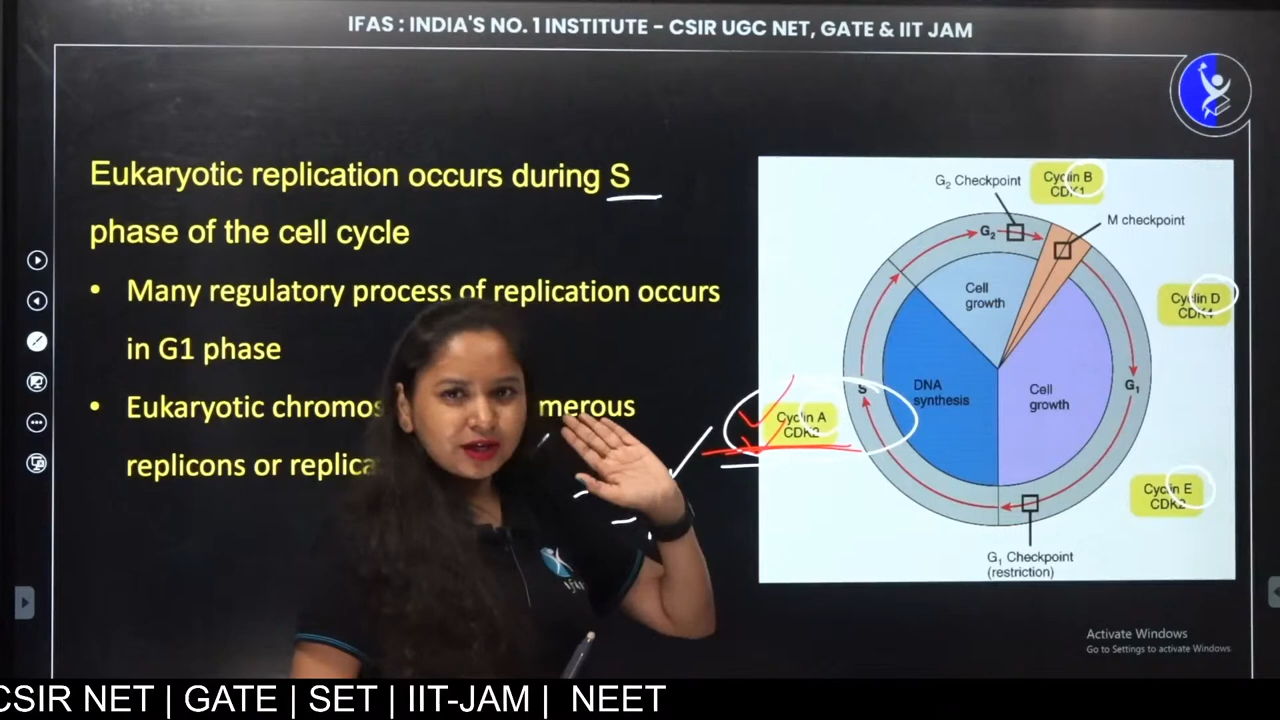 IFAS : INDIA'S NO. 1 INSTITUTE – CSIR UGC NET, GATE & IIT JAM
Eukaryotic replication occurs during S
phase of the cell cycle
• Many regulatory process of replication occurs
in G1 phase
• Eukaryotic chromos merous
replicons or replica
G2 Checkpoint
Cyclin B
CDK1
M checkpoint
G2
Cell
growth
Cyclin D
CDK4
S
DNA
synthesis
Cell
growth
G1
Cyclin A
CDK2
Cyclin E
CDK2
G1 Checkpoint
(restriction)
Activate Windows
Go to Settings to activate Windows.
CSIR NET | GATE | SET | IIT-JAM | NEET